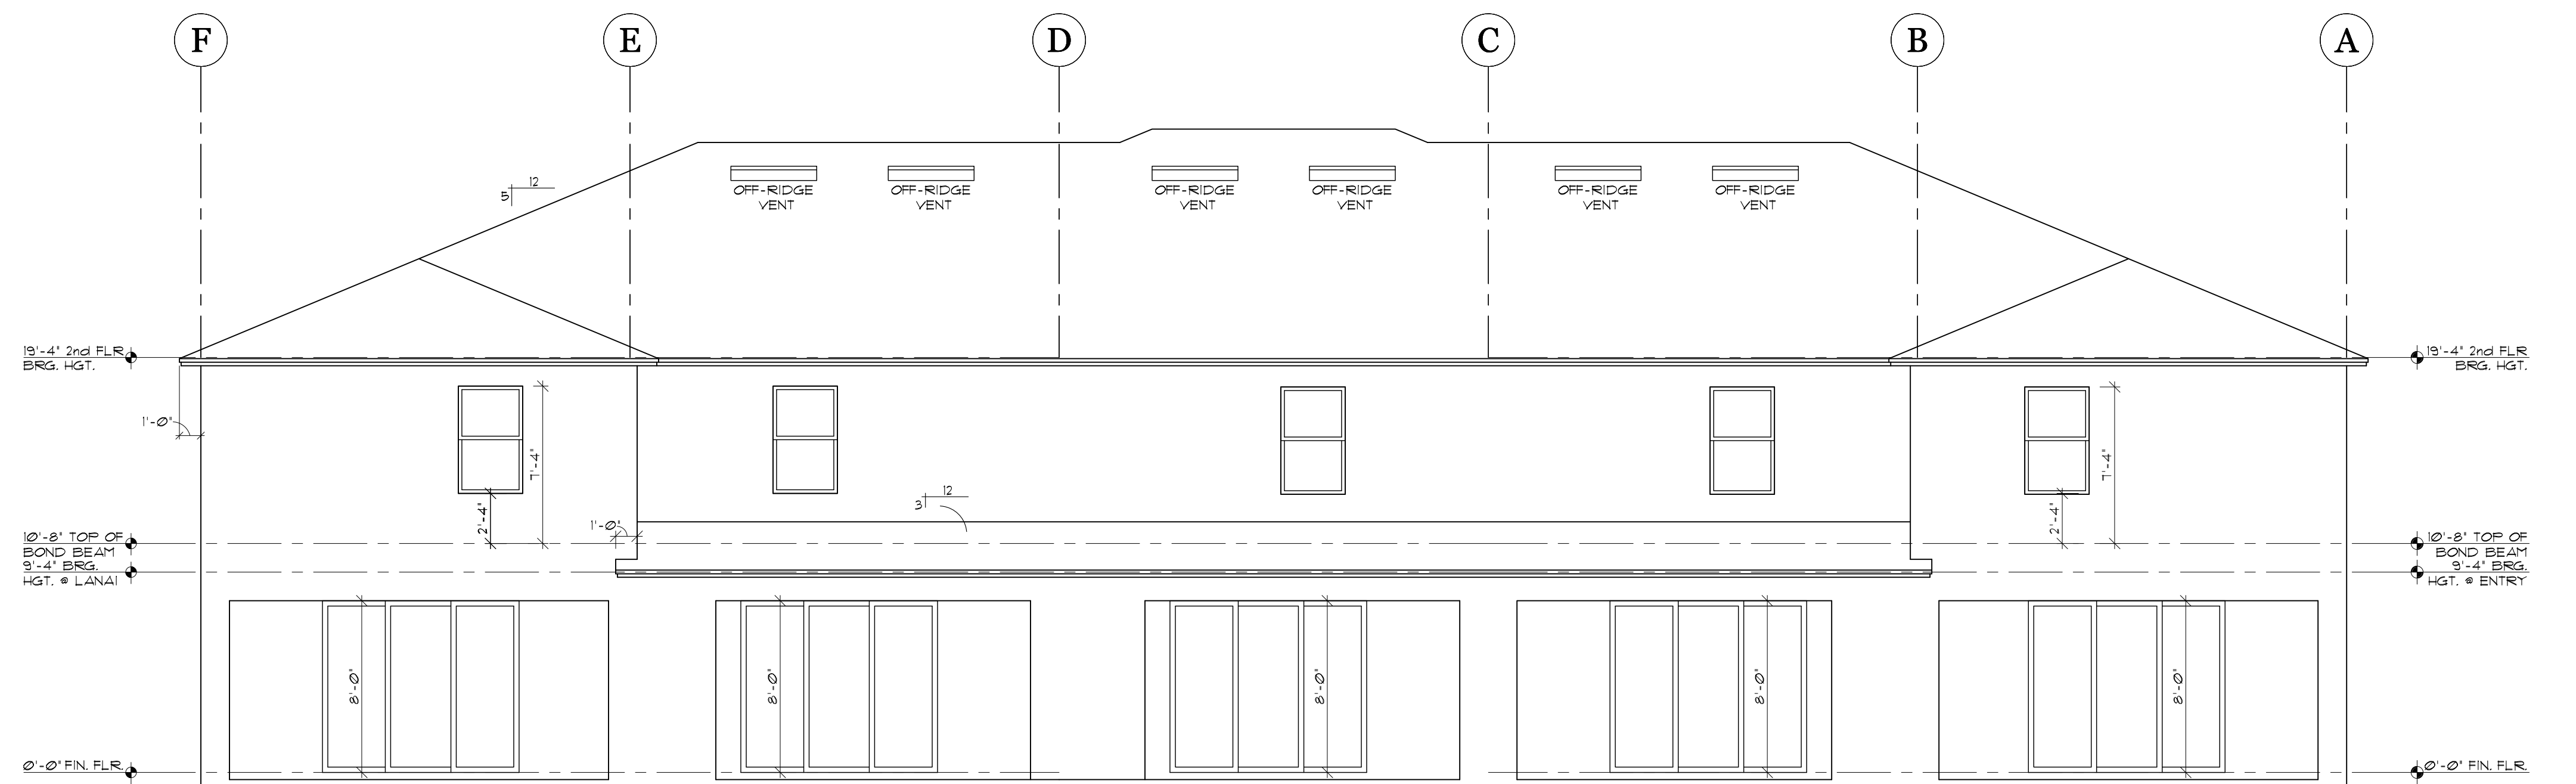 F E D C B A
12
5
OFF-RIDGE OFF-RIDGE OFF-RIDGE OFF-RIDGE OFF-RIDGE OFF-RIDGE
VENT VENT VENT VENT VENT VENT
19'-4" 2nd FLR 19'-4" 2nd FLR
BRG. HGT. BRG. HGT.
1'-0"
7'-4" 7'-4"
12
3
2'-4" 2'-4"
1'-0"
10'-8" TOP OF 10'-8" TOP OF
BOND BEAM BOND BEAM
9'-4" BRG. 9'-4" BRG.
HGT. @ LANAI HGT. @ ENTRY
8'-0" 8'-0" 8'-0" 8'-0" 8'-0"
0'-0" FIN. FLR. 0'-0" FIN. FLR.